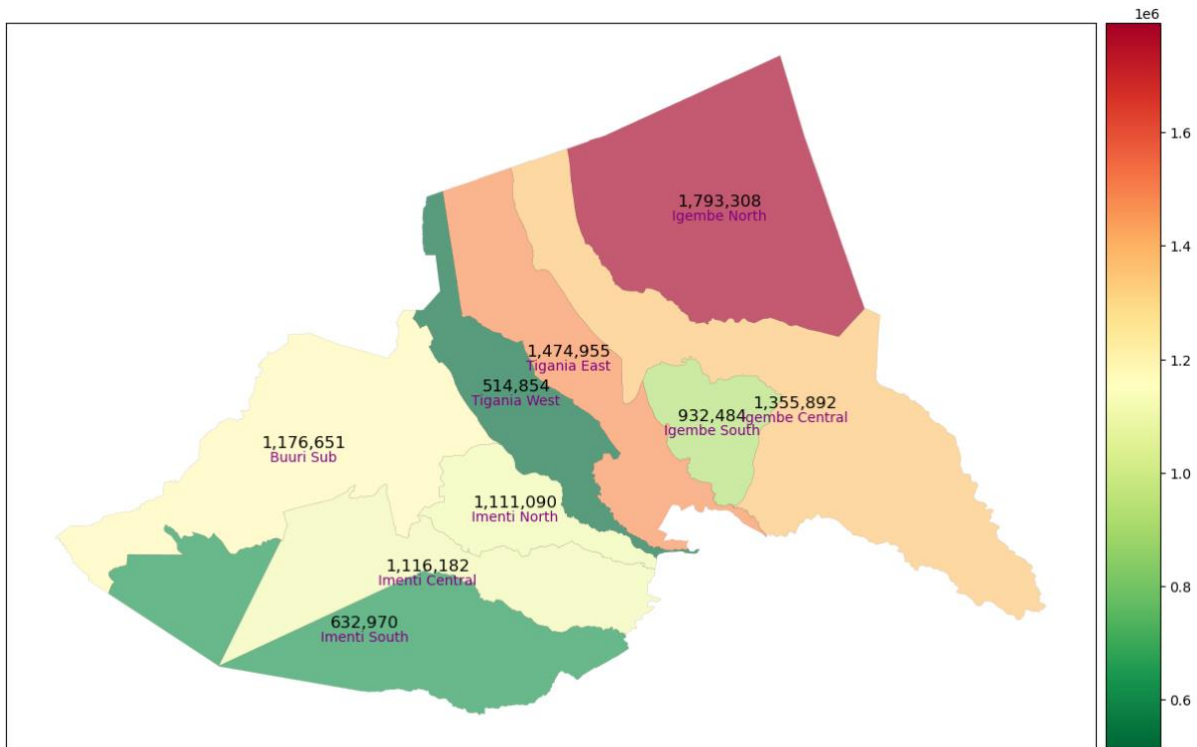 1e6
1,793,308
Igembe North
1,474,955
Tigania East
514,854
Tigania West
932,484
Igembe South
1,355,892
Igembe Central
1,176,651
Buuri Sub
1,111,090
Imenti North
1,116,182
Imenti Central
632,970
Imenti South
1.6
1.4
1.2
1.0
0.8
0.6